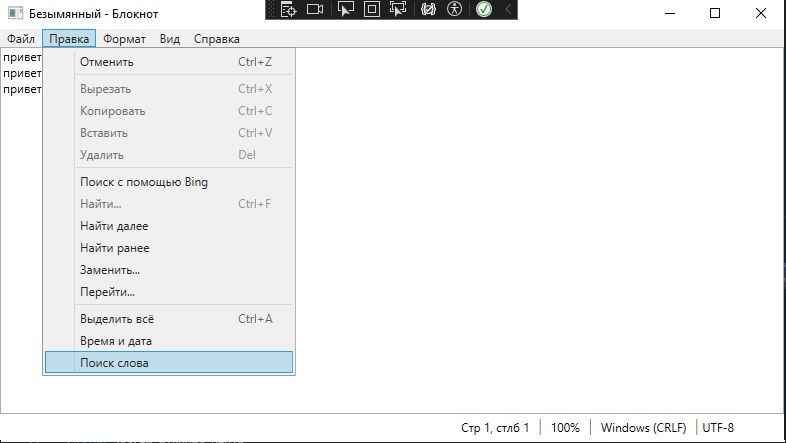 Безымянный - Блокнот
Файл Правка Формат Вид Справка
привет
привет
привет
Отменить Ctrl+Z
Вырезать Ctrl+X
Копировать Ctrl+C
Вставить Ctrl+V
Удалить Del
Поиск с помощью Bing
Найти... Ctrl+F
Найти далее
Найти ранее
Заменить...
Перейти...
Выделить всё Ctrl+A
Время и дата
Поиск слова
Стр 1, стлб 1 100% Windows (CRLF) UTF-8